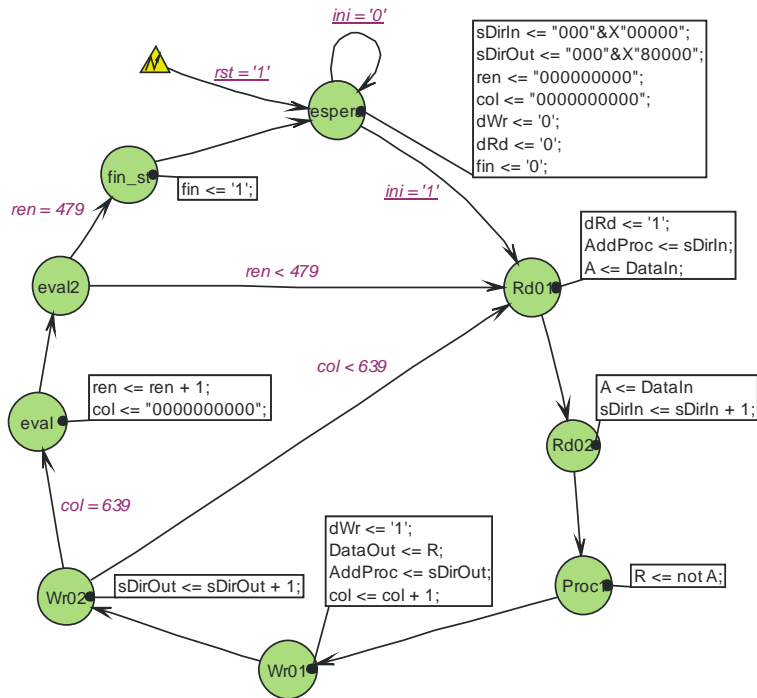 ini = '0'
rst = '1'
espera
sDirIn <= "000"&X"00000";
sDirOut <= "000"&X"80000";
ren <= "000000000";
col <= "0000000000";
dWr <= '0';
dRd <= '0';
fin <= '0';
fin_st
fin <= '1';
ini = '1'
ren = 479
dRd <= '1';
AddProc <= sDirIn;
A <= DataIn;
eval2
ren < 479
Rd01
col < 639
ren <= ren + 1;
col <= "0000000000";
eval
A <= DataIn
sDirIn <= sDirIn + 1;
Rd02
col = 639
dWr <= '1';
DataOut <= R;
AddProc <= sDirOut;
col <= col + 1;
Wr02
sDirOut <= sDirOut + 1;
Proc1
R <= not A;
Wr01